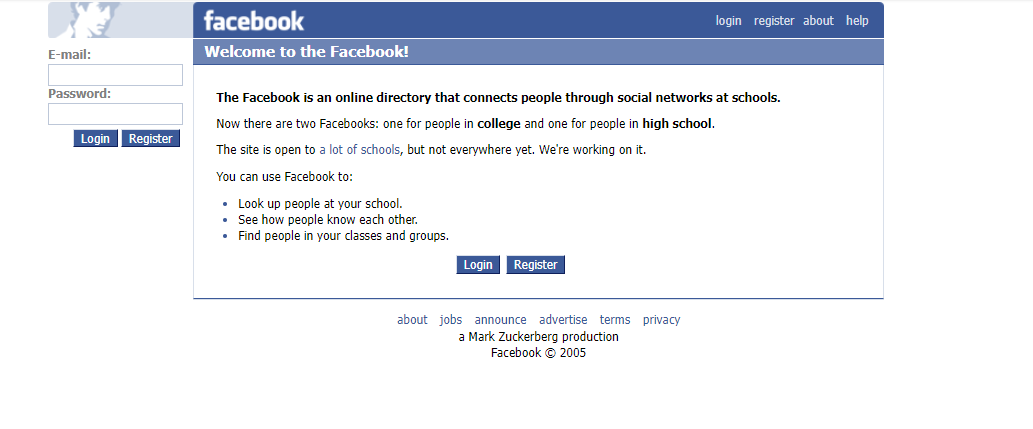 facebook
login register about help
E-mail:
Password:
Login Register
Welcome to the Facebook!
The Facebook is an online directory that connects people through social networks at schools.
Now there are two Facebooks: one for people in college and one for people in high school.
The site is open to a lot of schools, but not everywhere yet. We're working on it.
You can use Facebook to:
• Look up people at your school.
• See how people know each other.
• Find people in your classes and groups.
Login Register
about jobs announce advertise terms privacy
a Mark Zuckerberg production
Facebook © 2005